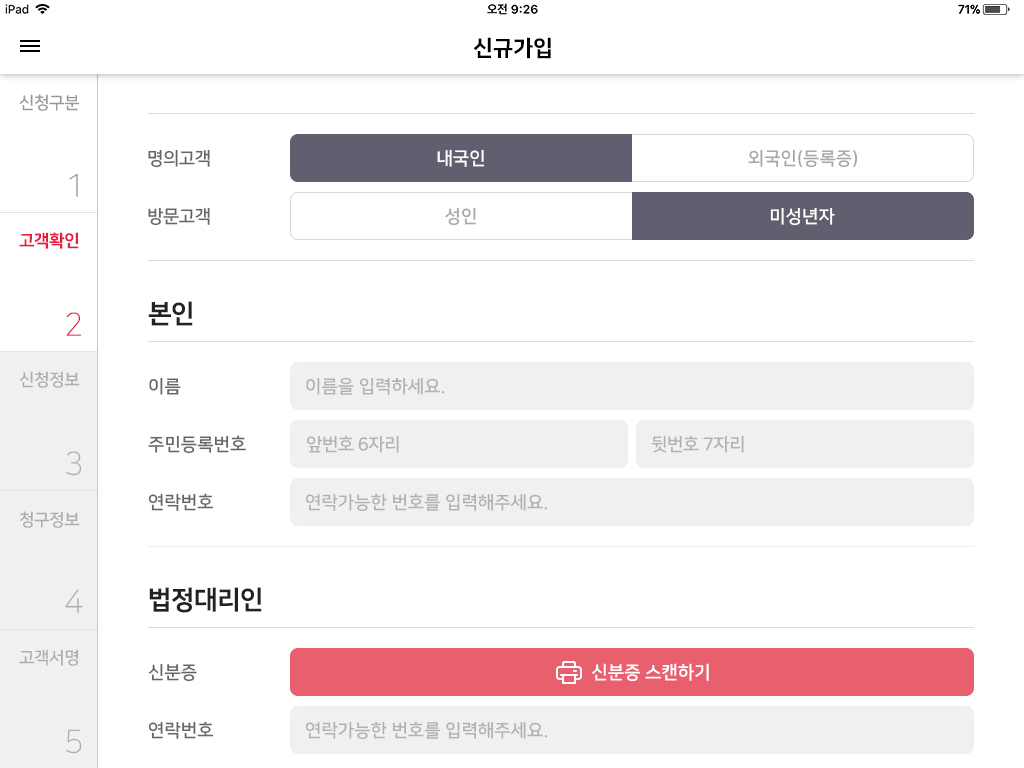 iPad 오전 9:26 71%
신규가입
신청구분
1
고객확인
2
신청정보
3
청구정보
4
고객서명
5
명의고객 내국인 외국인(등록증)
방문고객 성인 미성년자
본인
이름 이름을 입력하세요.
주민등록번호 앞번호 6자리 뒷번호 7자리
연락번호 연락가능한 번호를 입력해주세요.
법정대리인
신분증 신분증 스캔하기
연락번호 연락가능한 번호를 입력해주세요.